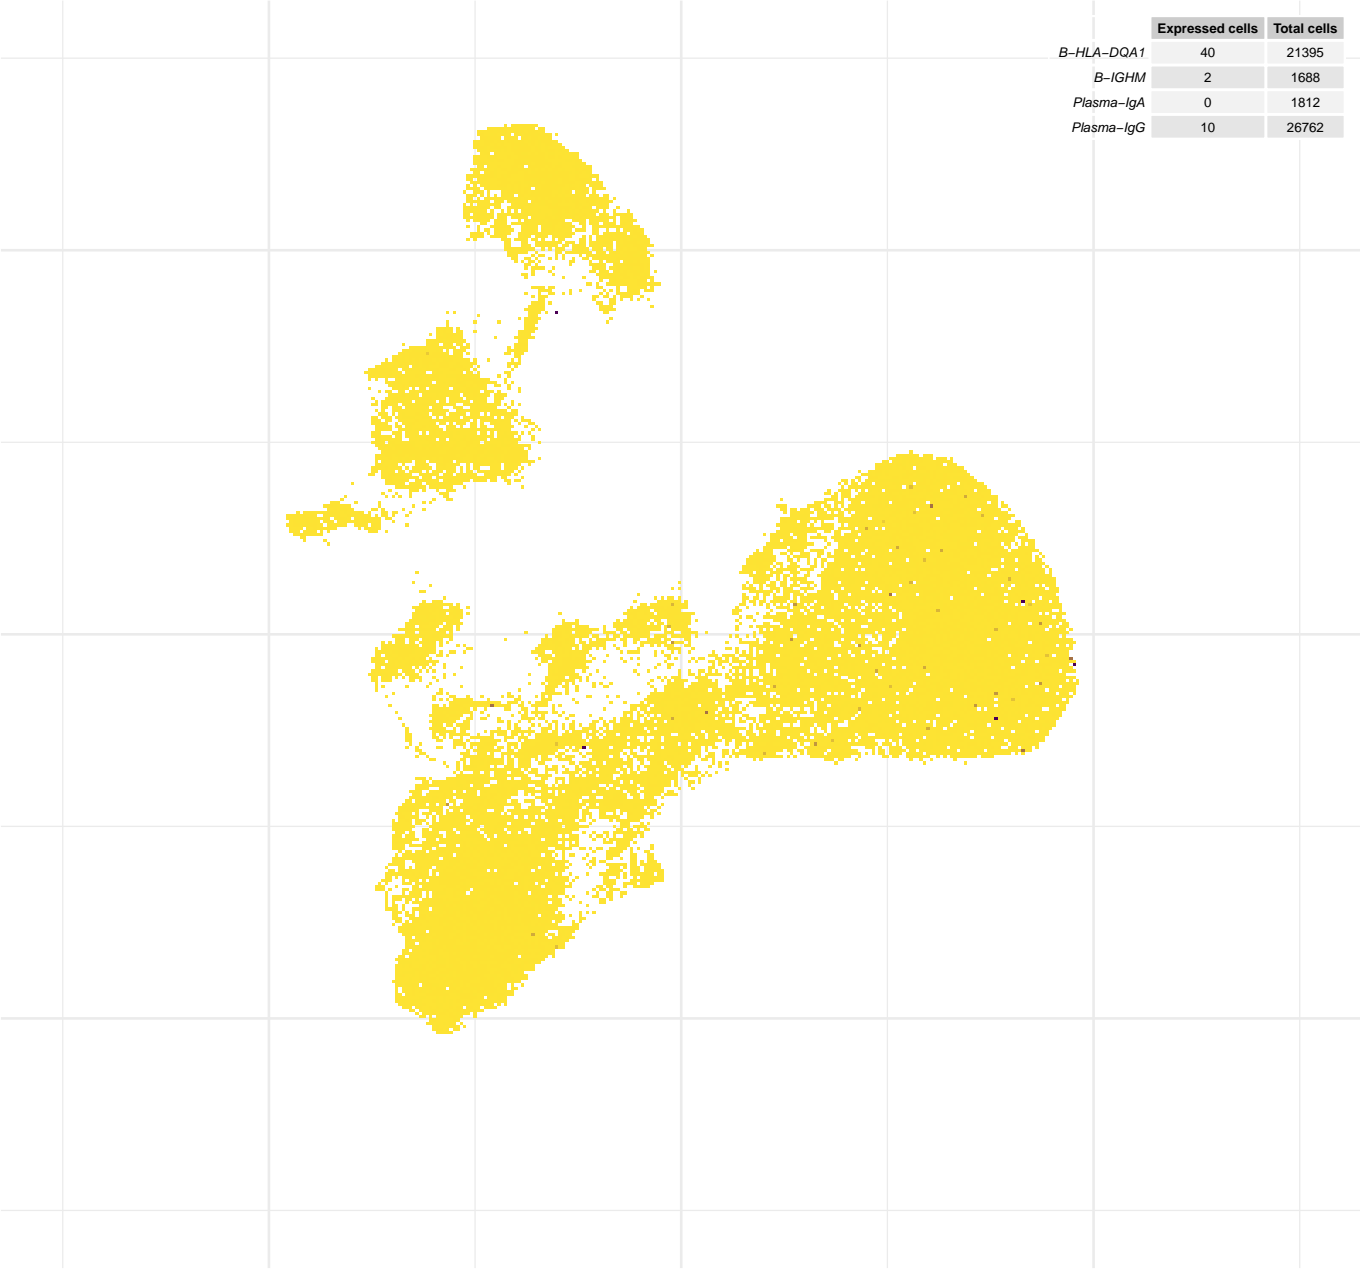 Expressed cells Total cells
B−HLA−DQA1 40 21395
B−IGHM 2 1688
Plasma−IgA 0 1812
Plasma−IgG 10 26762